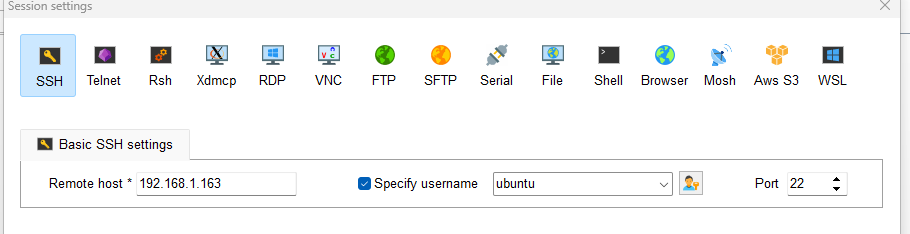 Session settings
SSH Telnet Rsh Xdmcp RDP VNC FTP SFTP Serial File Shell Browser Mosh Aws S3 WSL
Basic SSH settings
Remote host * 192.168.1.163 Specify username ubuntu Port 22